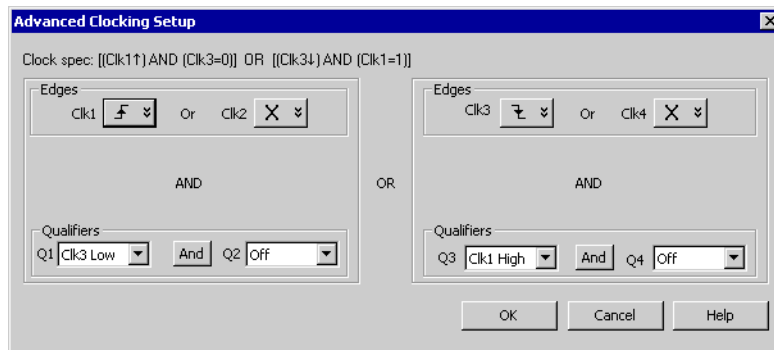 Advanced Clocking Setup
Clock spec: [(Clk1↑) AND (Clk3=0)] OR [(Clk3↓) AND (Clk1=1)]
Edges
Clk1 Or Clk2 X
AND
Qualifiers
Q1 Clk3 Low And Q2 Off
OR
Edges
Clk3 Or Clk4 X
AND
Qualifiers
Q3 Clk1 High And Q4 Off
OK Cancel Help